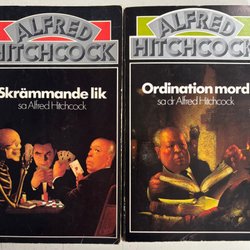 ALFRED
HITCHCOCK
Skrämmande lik
sa Alfred Hitchcock
ALFRED
HITCHCOCK
Ordination mord
sa dr Alfred Hitchcock